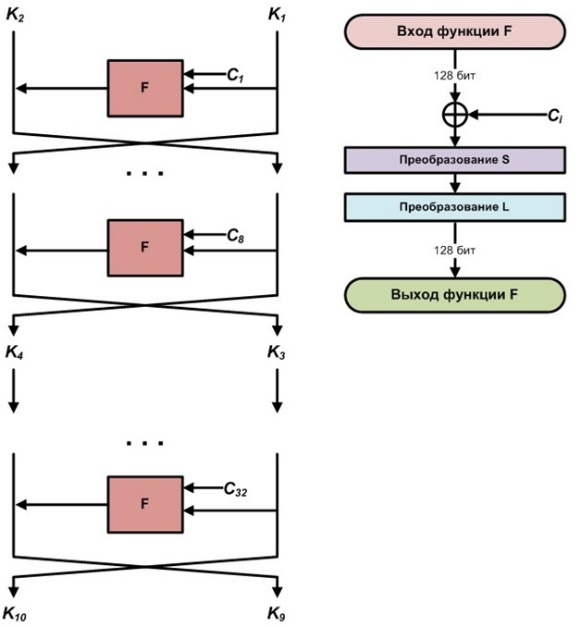 K2 K1
F
C1
. . .
F
C8
K4 K3
. . .
F
C32
K10 K9
Вход функции F
128 бит
Ci
Преобразование S
Преобразование L
128 бит
Выход функции F